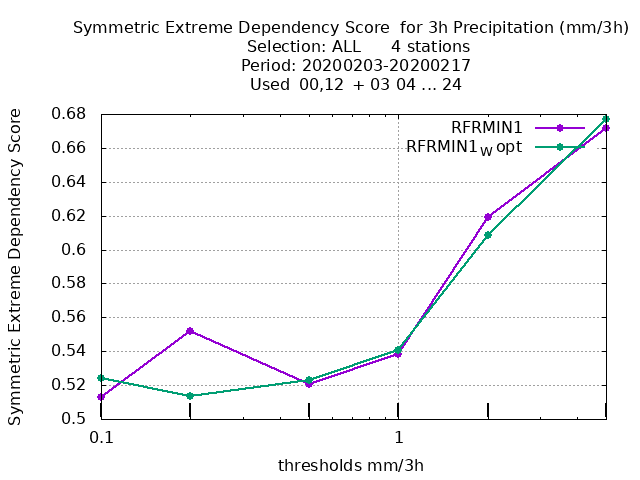 Symmetric Extreme Dependency Score  for 3h Precipitation (mm/3h)
Selection: ALL      4 stations
Period: 20200203-20200217
Used  00,12  + 03 04 ... 24
Symmetric Extreme Dependency Score
0.68
0.66
0.64
0.62
0.6
0.58
0.56
0.54
0.52
0.5
RFRMIN1
RFRMIN1W opt
0.1 1
thresholds mm/3h